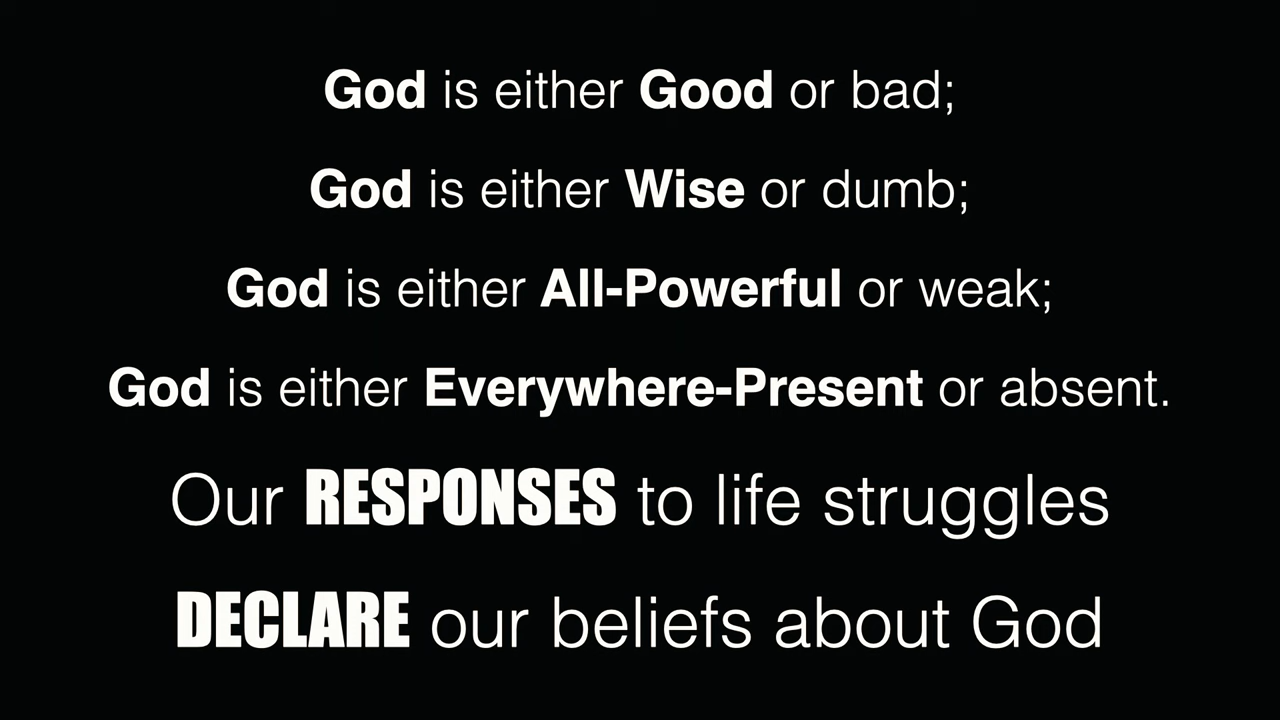 God is either Good or bad;
God is either Wise or dumb;
God is either All-Powerful or weak;
God is either Everywhere-Present or absent.
Our RESPONSES to life struggles
DECLARE our beliefs about God